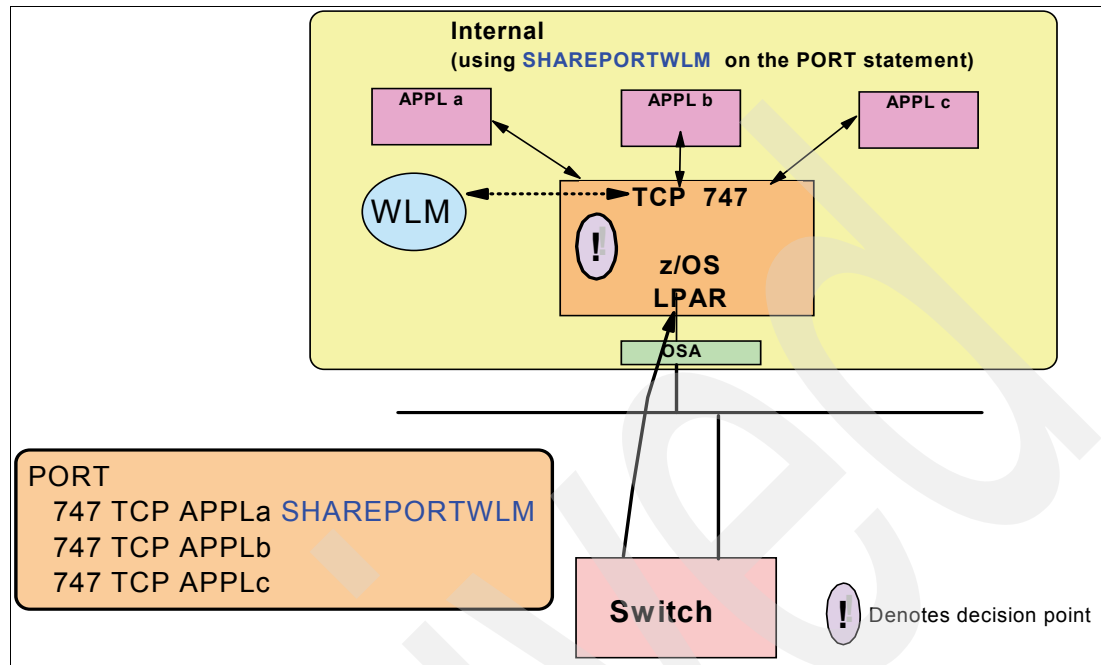 Internal
(using SHAREPORTWLM on the PORT statement)
APPL a
APPL b
APPL c
WLM
TCP 747
!
z/OS
LPAR
OSA
PORT
747 TCP APPLa SHAREPORTWLM
747 TCP APPLb
747 TCP APPLc
Switch
! Denotes decision point